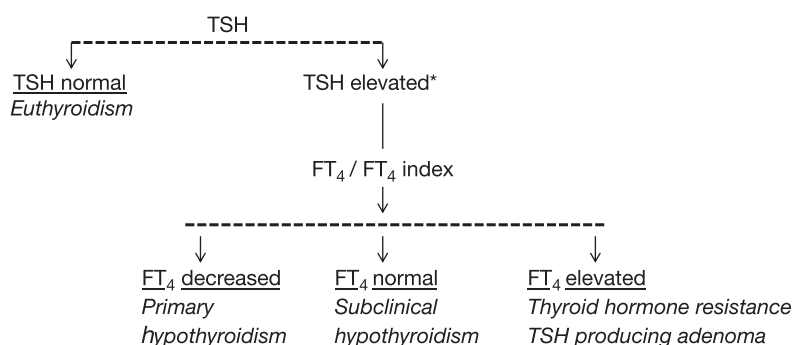 TSH
TSH normal
Euthyroidism
TSH elevated*
FT₄ / FT₄ index
FT₄ decreased
Primary
hypothyroidism
FT₄ normal
Subclinical
hypothyroidism
FT₄ elevated
Thyroid hormone resistance
TSH producing adenoma